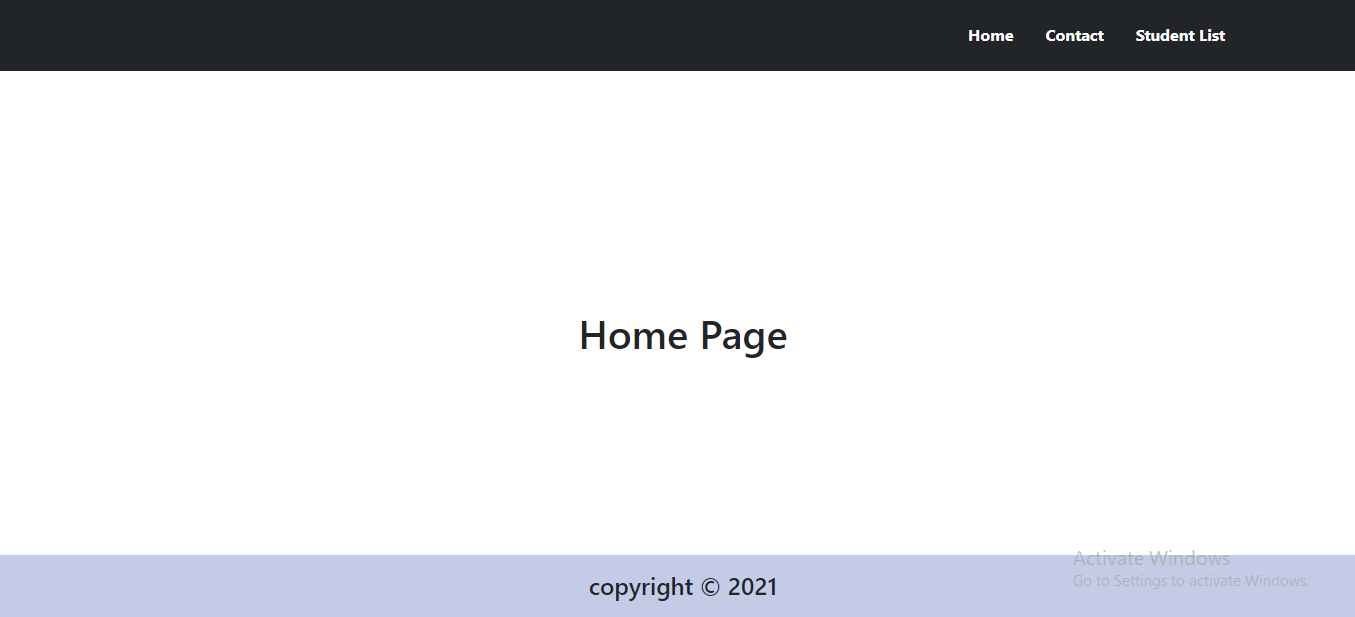 Home Contact Student List
Home Page
Activate Windows
Go to Settings to activate Windows.
copyright © 2021